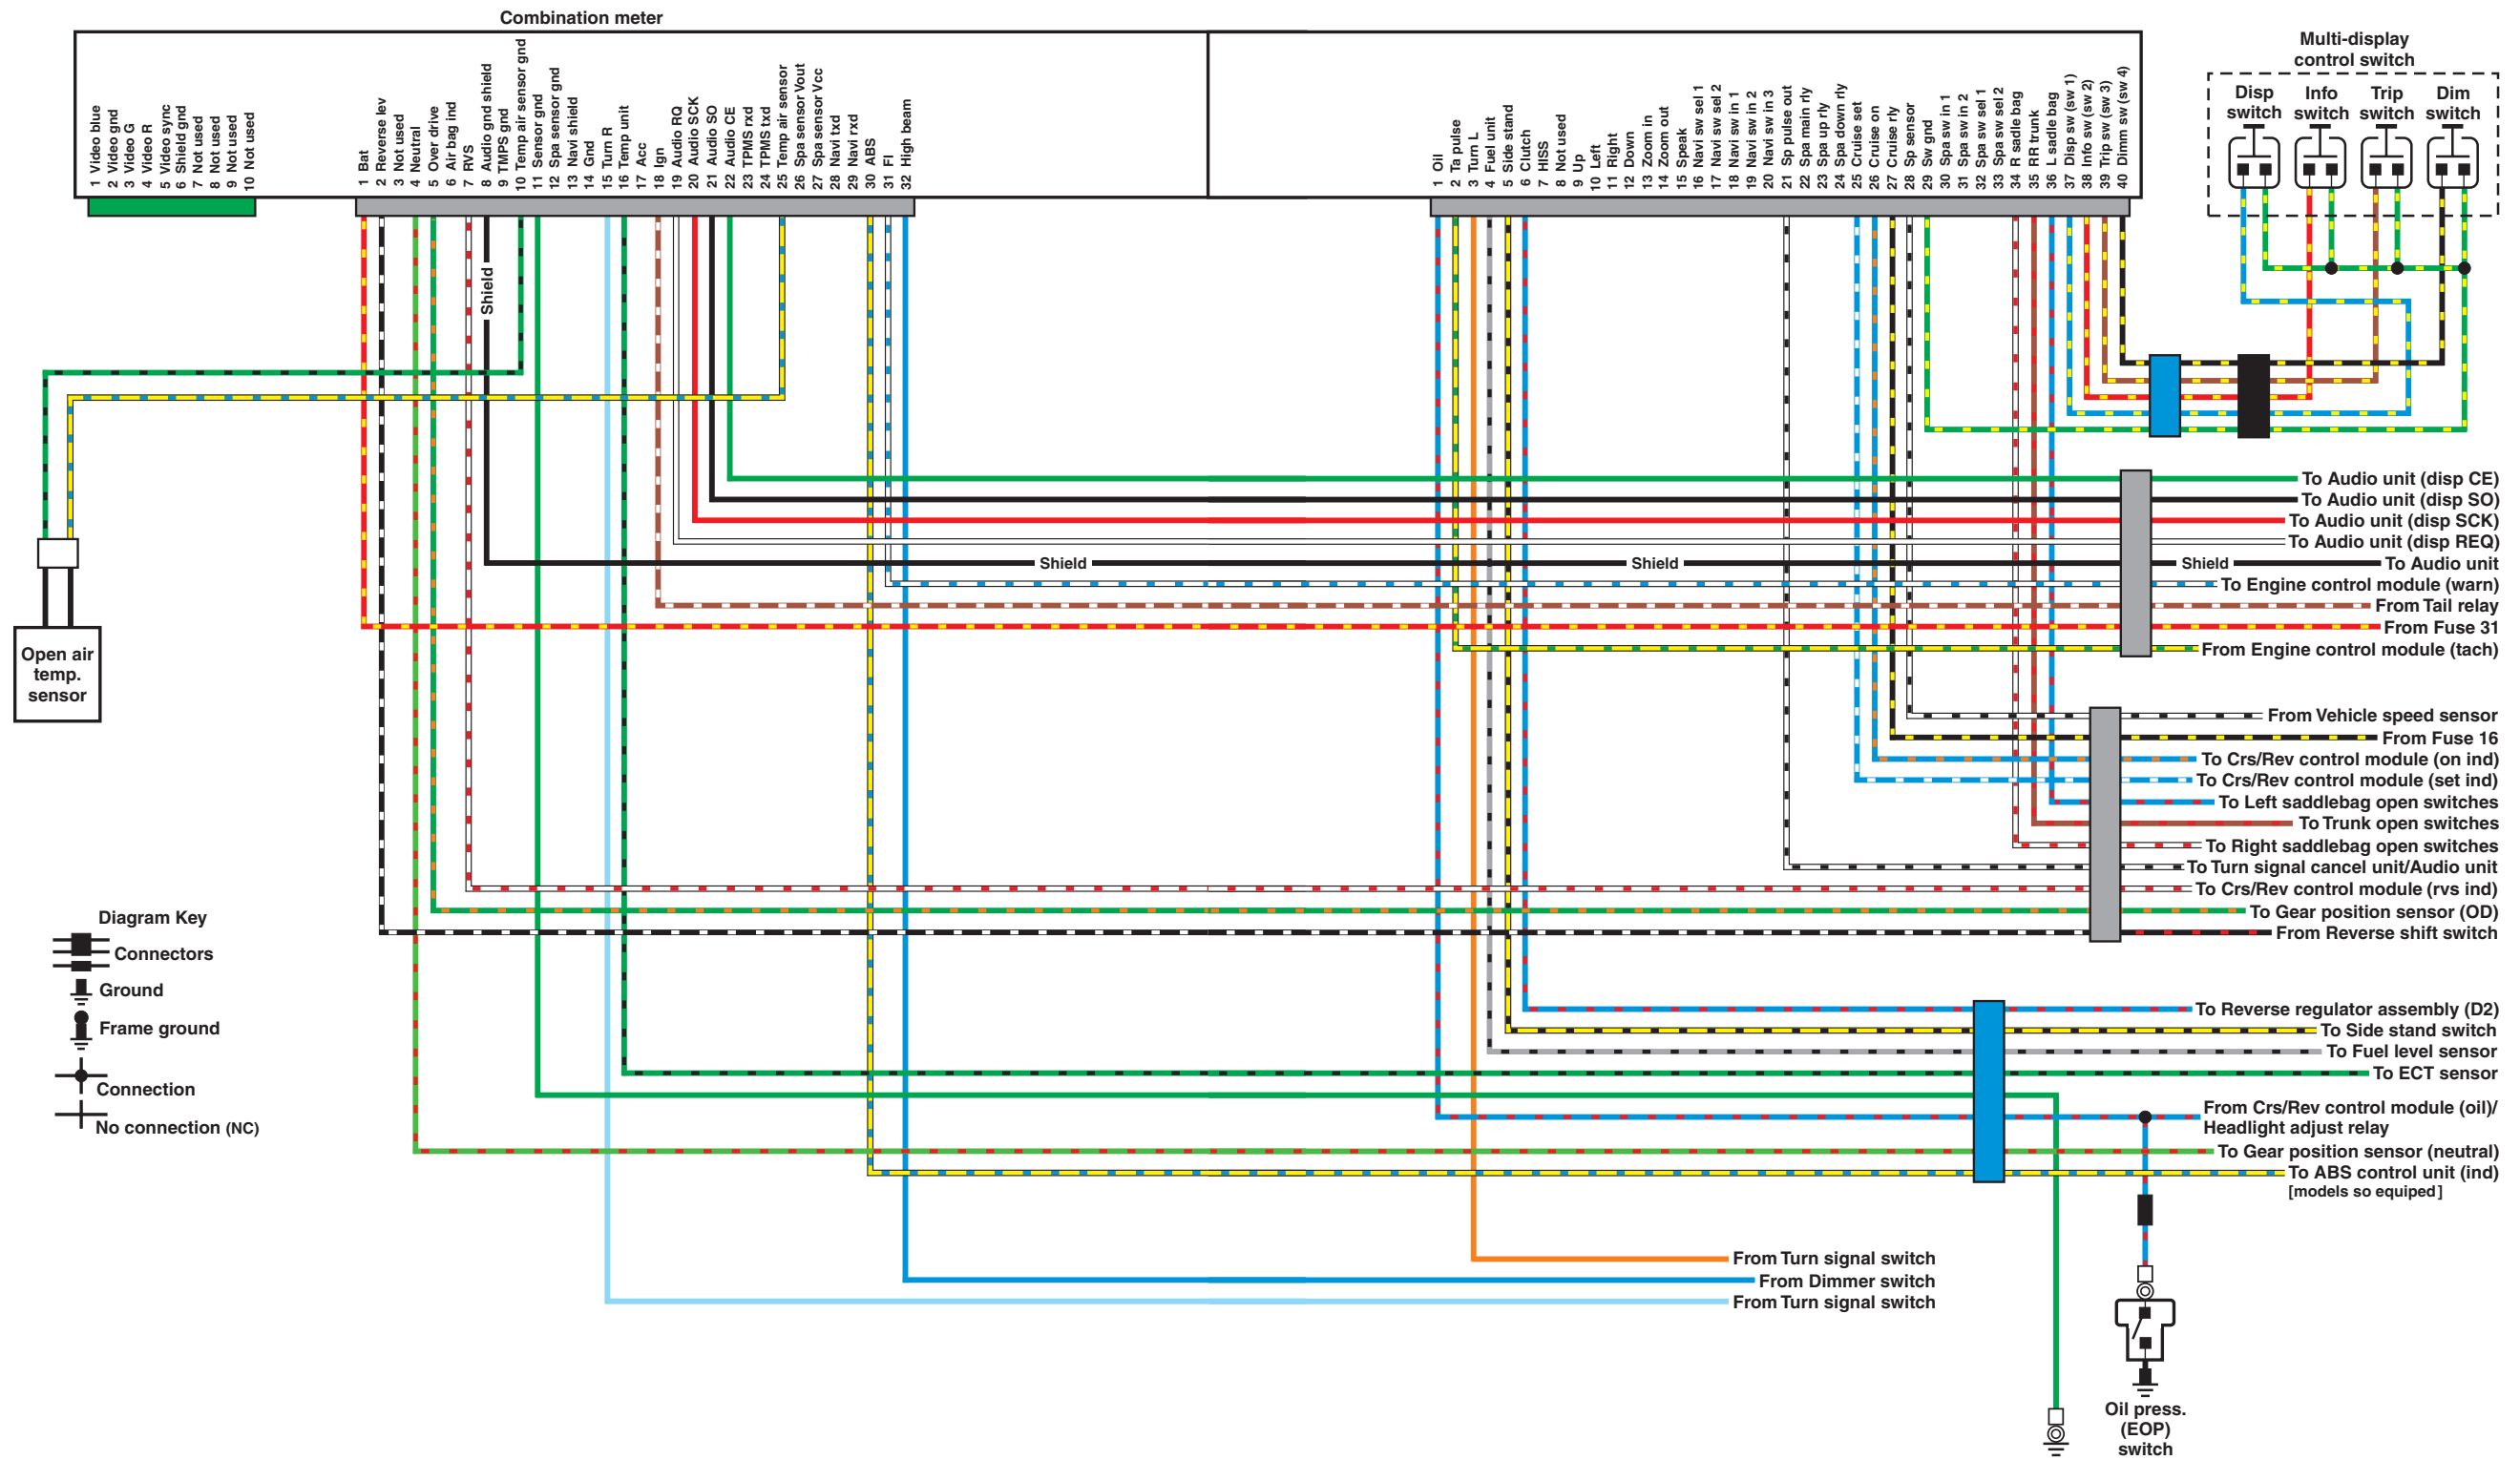 Combination meter
1 Video blue
2 Video gnd
3 Video G
4 Video R
5 Video sync
6 Shield gnd
7 Not used
8 Not used
9 Not used
10 Not used
1 Bat
2 Reverse lev
3 Not used
4 Neutral
5 Over drive
6 Air bag ind
7 RVS
8 Audio gnd shield
9 TMPS gnd
10 Temp air sensor gnd
11 Sensor gnd
12 Spa sensor gnd
13 Navi shield
14 Gnd
15 Turn R
16 Temp unit
17 Acc
18 Ign
19 Audio RQ
20 Audio SCK
21 Audio SO
22 Audio CE
23 TPMS rxd
24 TPMS txd
25 Temp air sensor
26 Spa sensor Vout
27 Spa sensor Vcc
28 Navi txd
29 Navi rxd
30 ABS
31 FI
32 High beam
1 Oil
2 Ta pulse
3 Turn L
4 Fuel unit
5 Side stand
6 Clutch
7 HISS
8 Not used
9 Up
10 Left
11 Right
12 Down
13 Zoom in
14 Zoom out
15 Speak
16 Navi sw sel 1
17 Navi sw sel 2
18 Navi sw in 1
19 Navi sw in 2
20 Navi sw in 3
21 Sp pulse out
22 Spa main rly
23 Spa up rly
24 Spa down rly
25 Cruise set
26 Cruise on
27 Cruise rly
28 Sp sensor
29 Sw gnd
30 Spa sw in 1
31 Spa sw in 2
32 Spa sw sel 1
33 Spa sw sel 2
34 R saddle bag
35 RR trunk
36 L sadle bag
37 Disp sw (sw 1)
38 Info sw (sw 2)
39 Trip sw (sw 3)
40 Dimm sw (sw 4)
Multi-display
control switch
Disp
switch
Info
switch
Trip
switch
Dim
switch
Shield
To Audio unit (disp CE)
To Audio unit (disp SO)
To Audio unit (disp SCK)
To Audio unit (disp REQ)
Shield
Shield
Shield
To Audio unit
To Engine control module (warn)
From Tail relay
From Fuse 31
From Engine control module (tach)
Open air
temp.
sensor
From Vehicle speed sensor
From Fuse 16
To Crs/Rev control module (on ind)
To Crs/Rev control module (set ind)
To Left saddlebag open switches
To Trunk open switches
To Right saddlebag open switches
To Turn signal cancel unit/Audio unit
To Crs/Rev control module (rvs ind)
To Gear position sensor (OD)
From Reverse shift switch
Diagram Key
Connectors
Ground
Frame ground
Connection
No connection (NC)
To Reverse regulator assembly (D2)
To Side stand switch
To Fuel level sensor
To ECT sensor
From Crs/Rev control module (oil)/
Headlight adjust relay
To Gear position sensor (neutral)
To ABS control unit (ind)
[models so equiped]
From Turn signal switch
From Dimmer switch
From Turn signal switch
Oil press.
(EOP)
switch